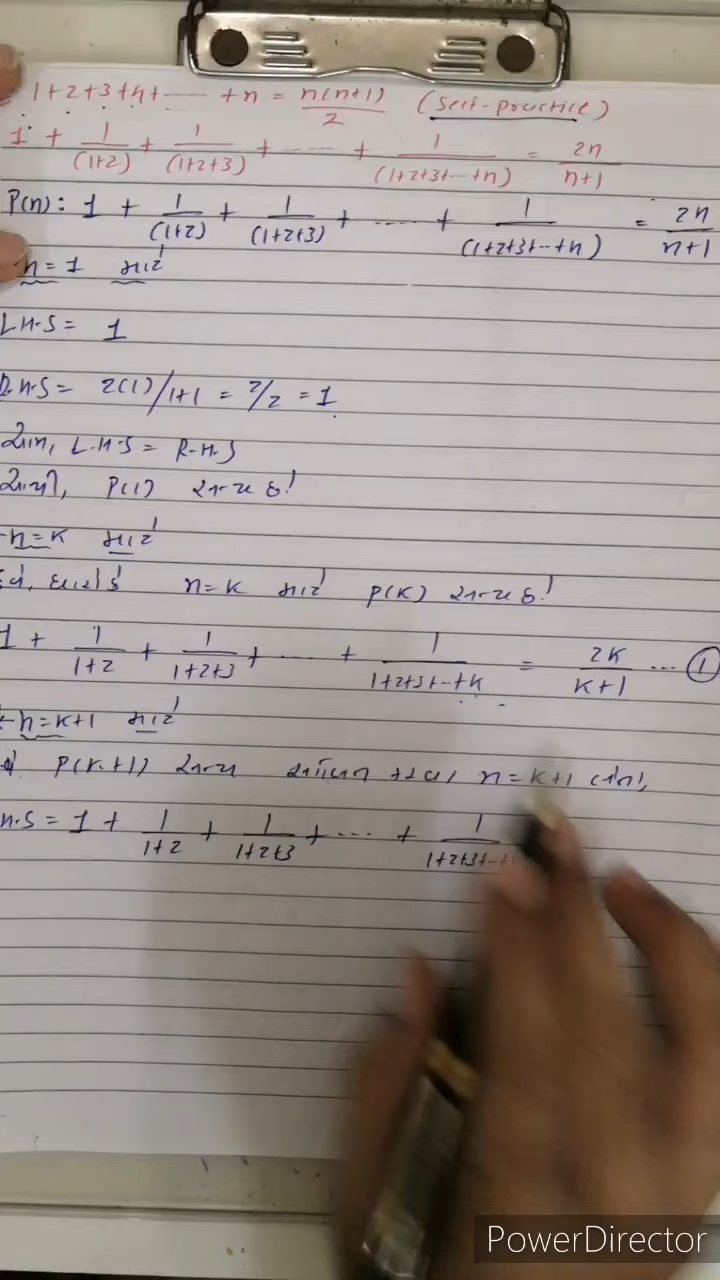 1+2+3+4+ ..... +n = n(n+1)/2 (Self-practice)
1 + 1/(1+2) + 1/(1+2+3) + ..... + 1/(1+2+3+...+n) = 2n/n+1
P(n): 1 + 1/(1+2) + 1/(1+2+3) + ..... + 1/(1+2+3+...+n) = 2n/n+1
n=1 માટે
L.H.S = 1
R.H.S = 2(1)/1+1 = 2/2 = 1
L.H.S = R.H.S
P(1) સત્ય છે
n=k માટે
n=k માટે P(k) સત્ય છે
1 + 1/1+2 + 1/1+2+3 + ..... + 1/1+2+3+...+k = 2k/k+1 ... ①
n=k+1 માટે
P(k+1) સત્ય સાબિત n=k+1
H.S = 1 + 1/1+2 + 1/1+2+3 + ... + 1/1+2+3+...
PowerDirector